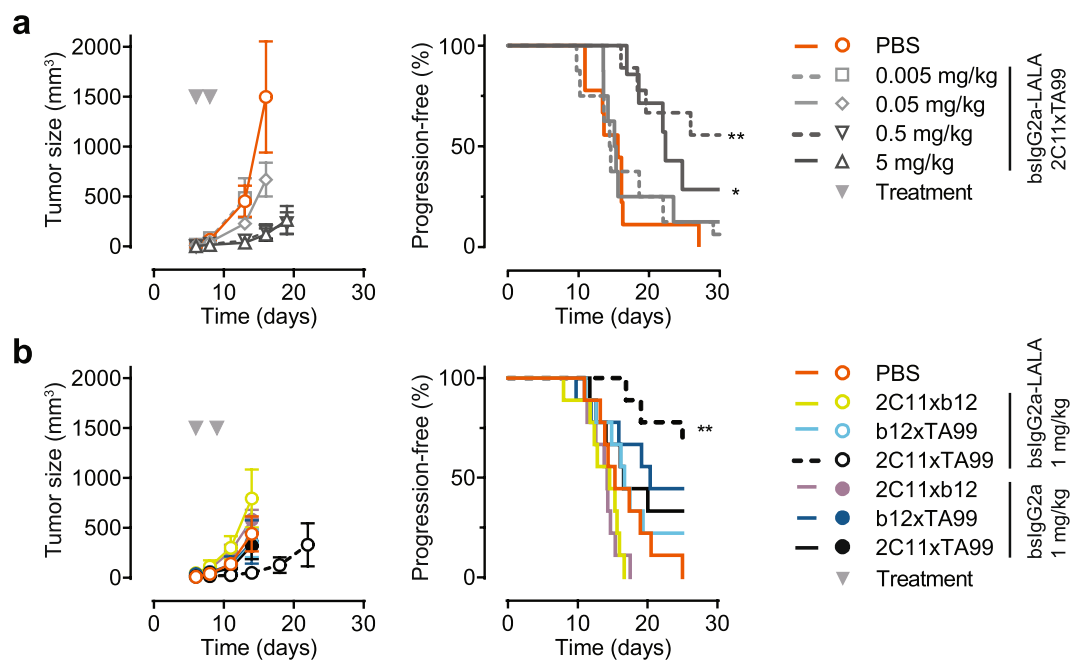 a
Tumor size (mm³)
2000
1500
1000
500
0
0 10 20 30
Time (days)
Progression-free (%)
100
50
0
**
*
0 10 20 30
Time (days)
PBS
0.005 mg/kg
0.05 mg/kg
0.5 mg/kg
5 mg/kg
Treatment
bsIgG2a-LALA
2C11xTA99
b
Tumor size (mm³)
2000
1500
1000
500
0
0 10 20 30
Time (days)
Progression-free (%)
100
50
0
**
0 10 20 30
Time (days)
PBS
2C11xb12
b12xTA99
2C11xTA99
2C11xb12
b12xTA99
2C11xTA99
Treatment
bsIgG2a-LALA
1 mg/kg
bsIgG2a
1 mg/kg